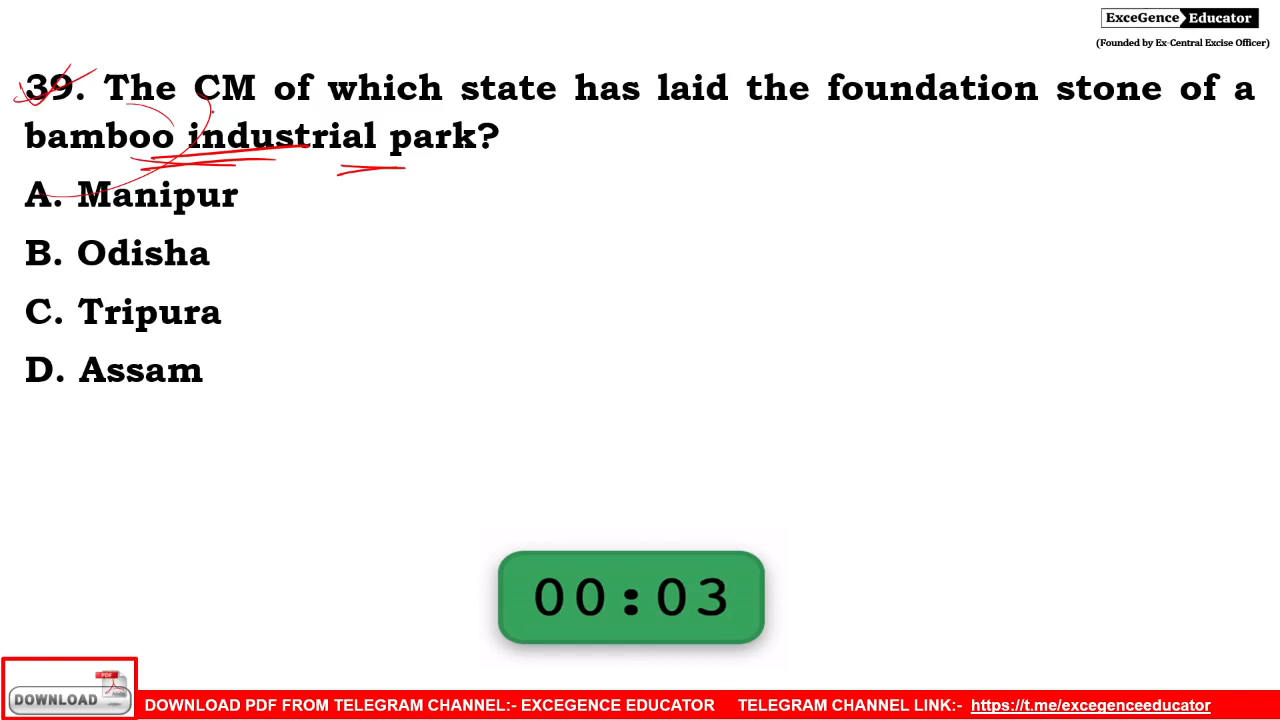 ExceGence Educator
(Founded by Ex-Central Excise Officer)
39. The CM of which state has laid the foundation stone of a
bamboo industrial park?
A. Manipur
B. Odisha
C. Tripura
D. Assam
00:03
PDF
Adobe
DOWNLOAD
DOWNLOAD PDF FROM TELEGRAM CHANNEL:- EXCEGENCE EDUCATOR TELEGRAM CHANNEL LINK:- https://t.me/excegenceeducator